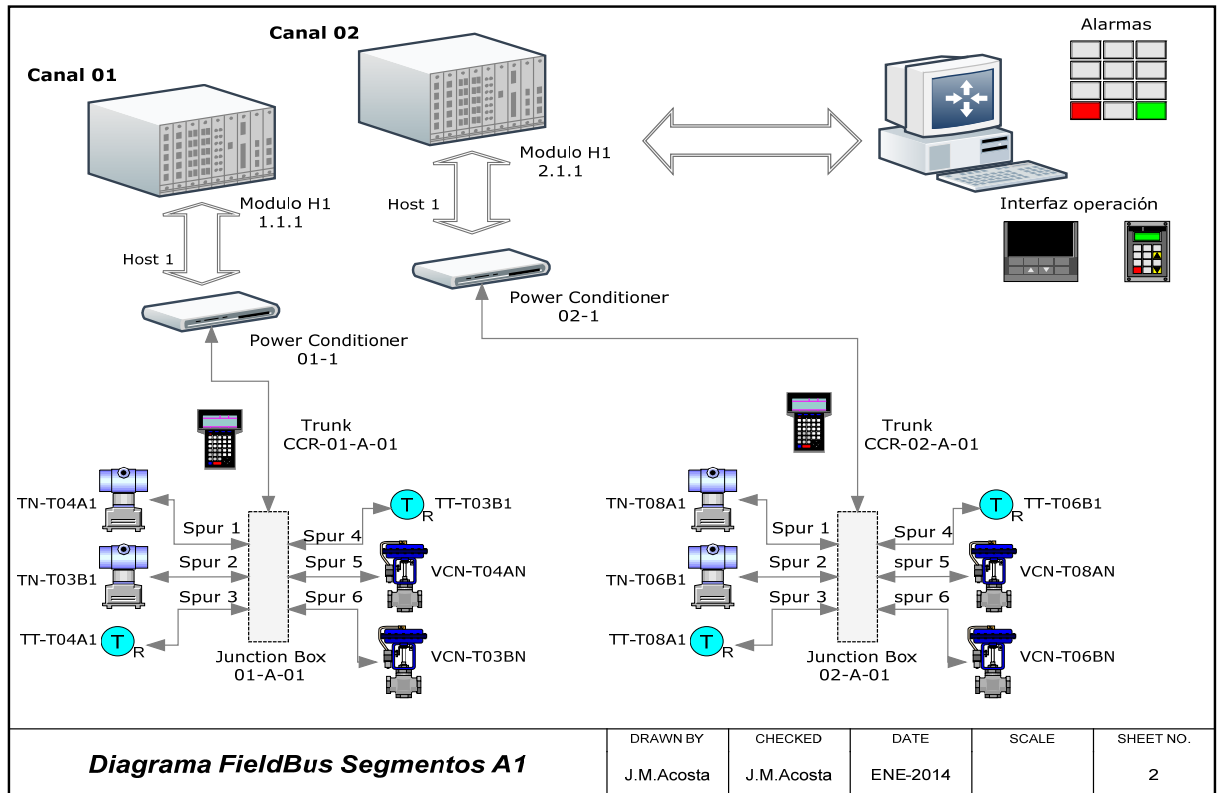 Canal 02
Alarmas
Canal 01
Modulo H1
2.1.1
Modulo H1
1.1.1
Host 1
Interfaz operación
Host 1
Power Conditioner
02-1
Power Conditioner
01-1
Trunk
CCR-01-A-01
Trunk
CCR-02-A-01
TN-T04A1
TT-T03B1
R
Spur 1
Spur 4
Spur 2
Spur 5
TN-T03B1
VCN-T04AN
Spur 3
Spur 6
TT-T04A1
T
R
T
VCN-T03BN
Junction Box
01-A-01
TN-T08A1
T
R
TT-T06B1
Spur 1
Spur 4
Spur 2
spur 5
TN-T06B1
VCN-T08AN
Spur 3
spur 6
TT-T08A1
T
R
VCN-T06BN
Junction Box
02-A-01
Diagrama FieldBus Segmentos A1
DRAWN BY
J.M.Acosta
CHECKED
J.M.Acosta
DATE
ENE-2014
SCALE
SHEET NO.
2